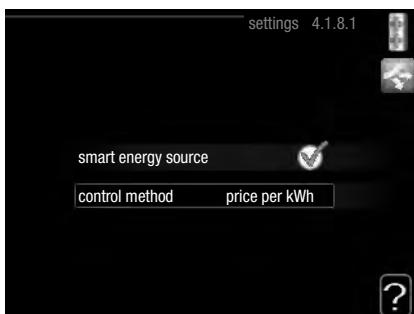 settings 4.1.8.1
smart energy source
control method price per kWh
?